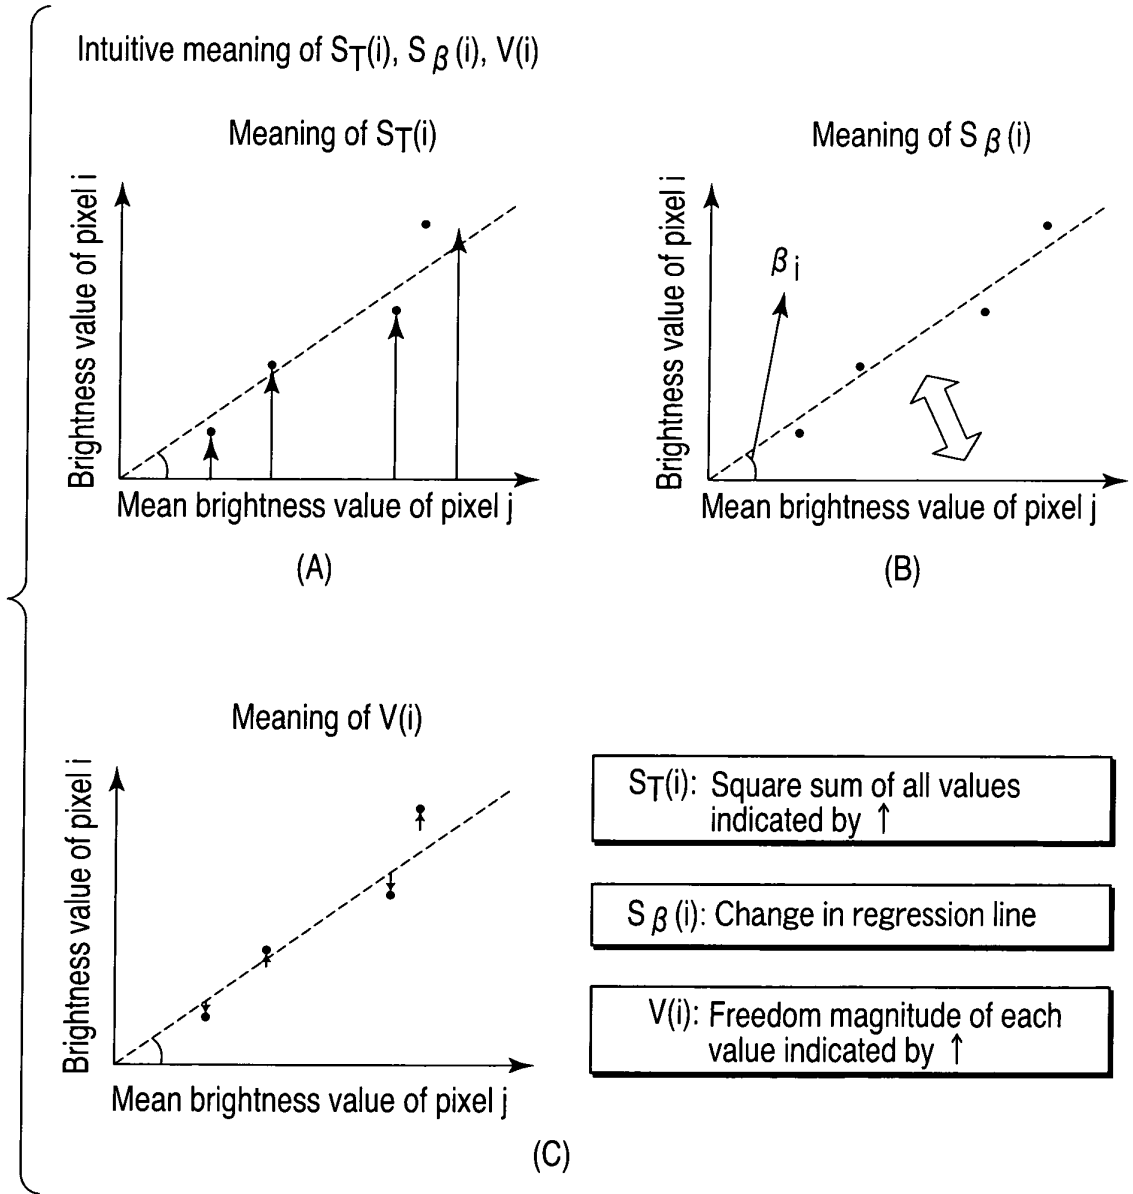 Intuitive meaning of ST(i), Sβ(i), V(i)
Meaning of ST(i)
Brightness value of pixel i
Mean brightness value of pixel j
(A)
Meaning of Sβ(i)
Brightness value of pixel i
βi
Mean brightness value of pixel j
(B)
Meaning of V(i)
Brightness value of pixel i
Mean brightness value of pixel j
ST(i): Square sum of all values
indicated by ↑
Sβ(i): Change in regression line
V(i): Freedom magnitude of each
value indicated by ↑
(C)